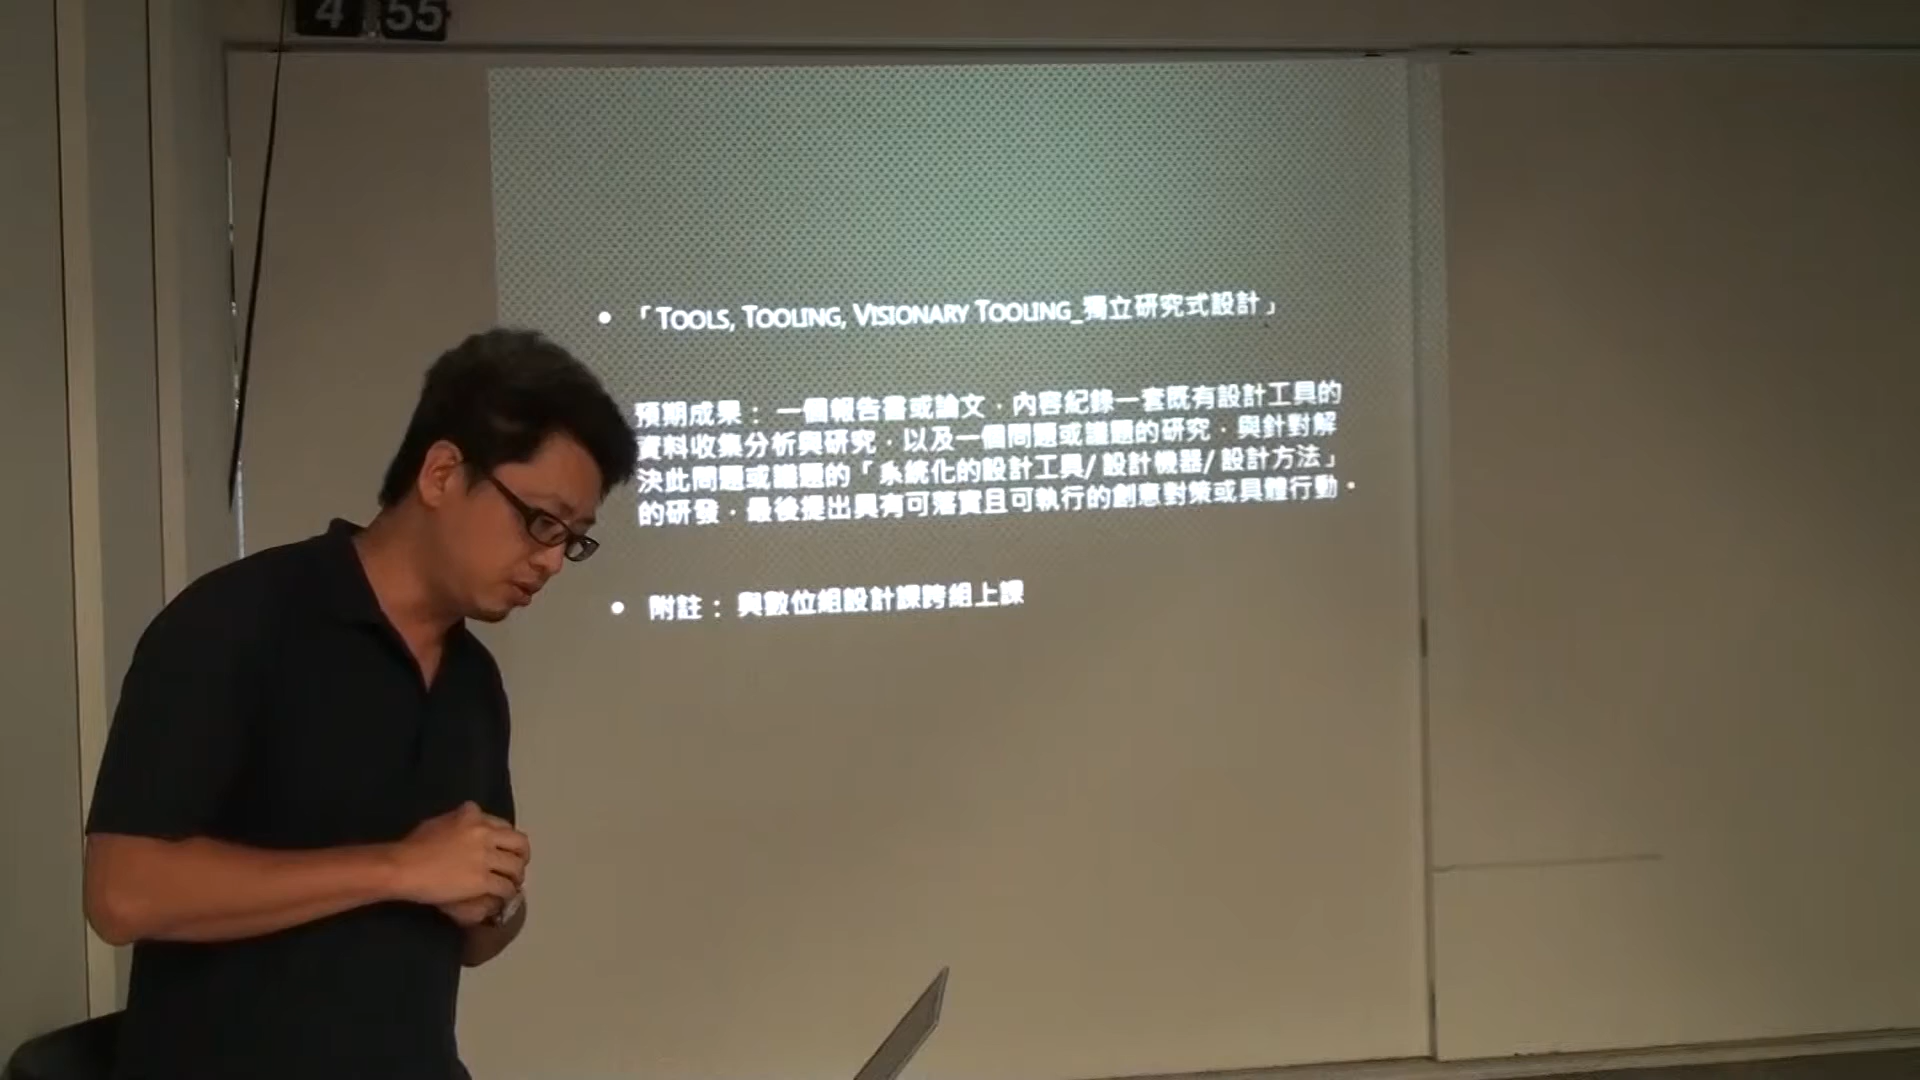 4 55
「TOOLS, TOOLING, VISIONARY TOOLING_獨立研究式設計」
預期成果：一個報告書或論文，內容紀錄一套既有設計工具的
資料收集分析與研究，以及一個問題或議題的研究，與針對解
決此問題或議題的「系統化的設計工具/ 設計機器/ 設計方法」
的研發，最後提出具有可落實且可執行的創意對策或具體行動。
附註：與數位組設計課跨組上課